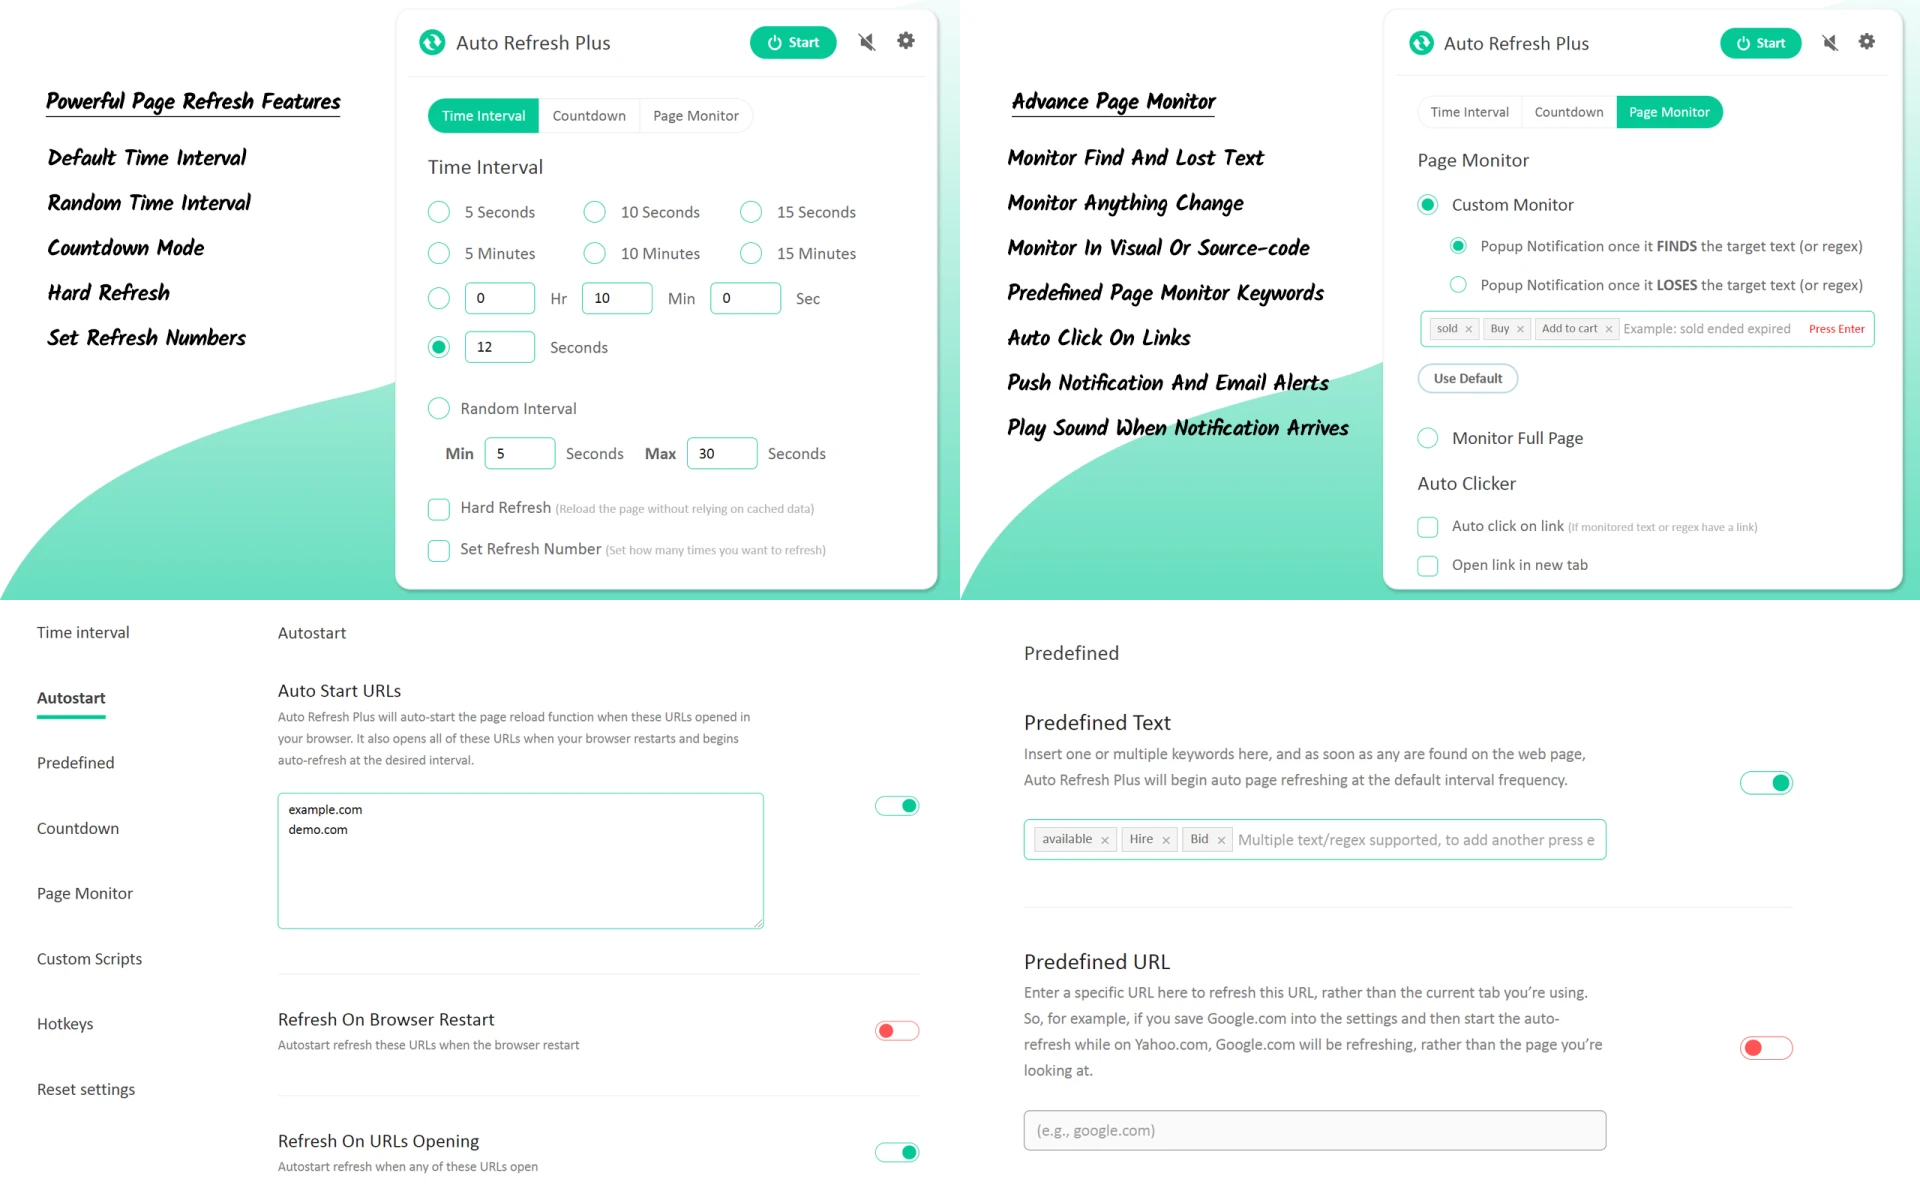 Powerful Page Refresh Features
Default Time Interval
Random Time Interval
Countdown Mode
Hard Refresh
Set Refresh Numbers
Auto Refresh Plus
Start
Time Interval
Countdown
Page Monitor
Time Interval
5 Seconds
10 Seconds
15 Seconds
5 Minutes
10 Minutes
15 Minutes
0 Hr 10 Min 0 Sec
12 Seconds
Random Interval
Min 5 Seconds Max 30 Seconds
Hard Refresh (Reload the page without relying on cached data)
Set Refresh Number (Set how many times you want to refresh)
Advance Page Monitor
Monitor Find And Lost Text
Monitor Anything Change
Monitor In Visual Or Source-code
Predefined Page Monitor Keywords
Auto Click On Links
Push Notification And Email Alerts
Play Sound When Notification Arrives
Auto Refresh Plus
Start
Time Interval
Countdown
Page Monitor
Page Monitor
Custom Monitor
Popup Notification once it FINDS the target text (or regex)
Popup Notification once it LOSES the target text (or regex)
sold × Buy × Add to cart × Example: sold ended expired Press Enter
Use Default
Monitor Full Page
Auto Clicker
Auto click on link (If monitored text or regex have a link)
Open link in new tab
Time interval
Autostart
Predefined
Countdown
Page Monitor
Custom Scripts
Hotkeys
Reset settings
Autostart
Auto Start URLs
Auto Refresh Plus will auto-start the page reload function when these URLs opened in
your browser. It also opens all of these URLs when your browser restarts and begins
auto-refresh at the desired interval.
example.com
demo.com
Refresh On Browser Restart
Autostart refresh these URLs when the browser restart
Refresh On URLs Opening
Autostart refresh when any of these URLs open
Predefined
Predefined Text
Insert one or multiple keywords here, and as soon as any are found on the web page,
Auto Refresh Plus will begin auto page refreshing at the default interval frequency.
available × Hire × Bid × Multiple text/regex supported, to add another press e
Predefined URL
Enter a specific URL here to refresh this URL, rather than the current tab you’re using.
So, for example, if you save Google.com into the settings and then start the auto-
refresh while on Yahoo.com, Google.com will be refreshing, rather than the page you’re
looking at.
(e.g., google.com)